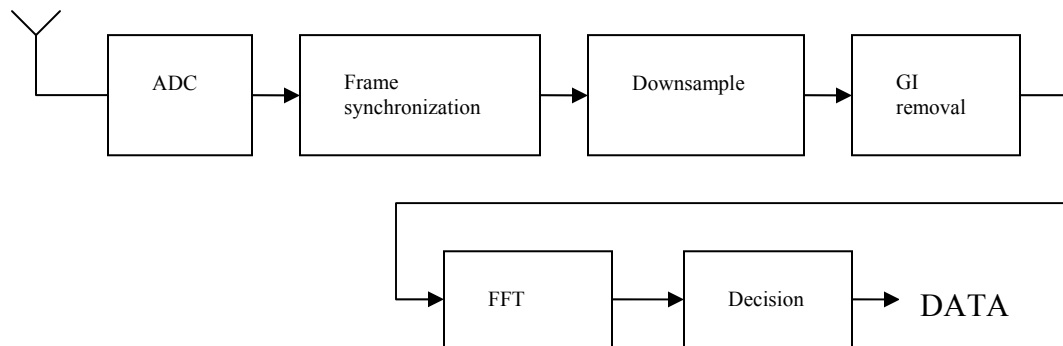 ADC
Frame
synchronization
Downsample
GI
removal
FFT
Decision
DATA